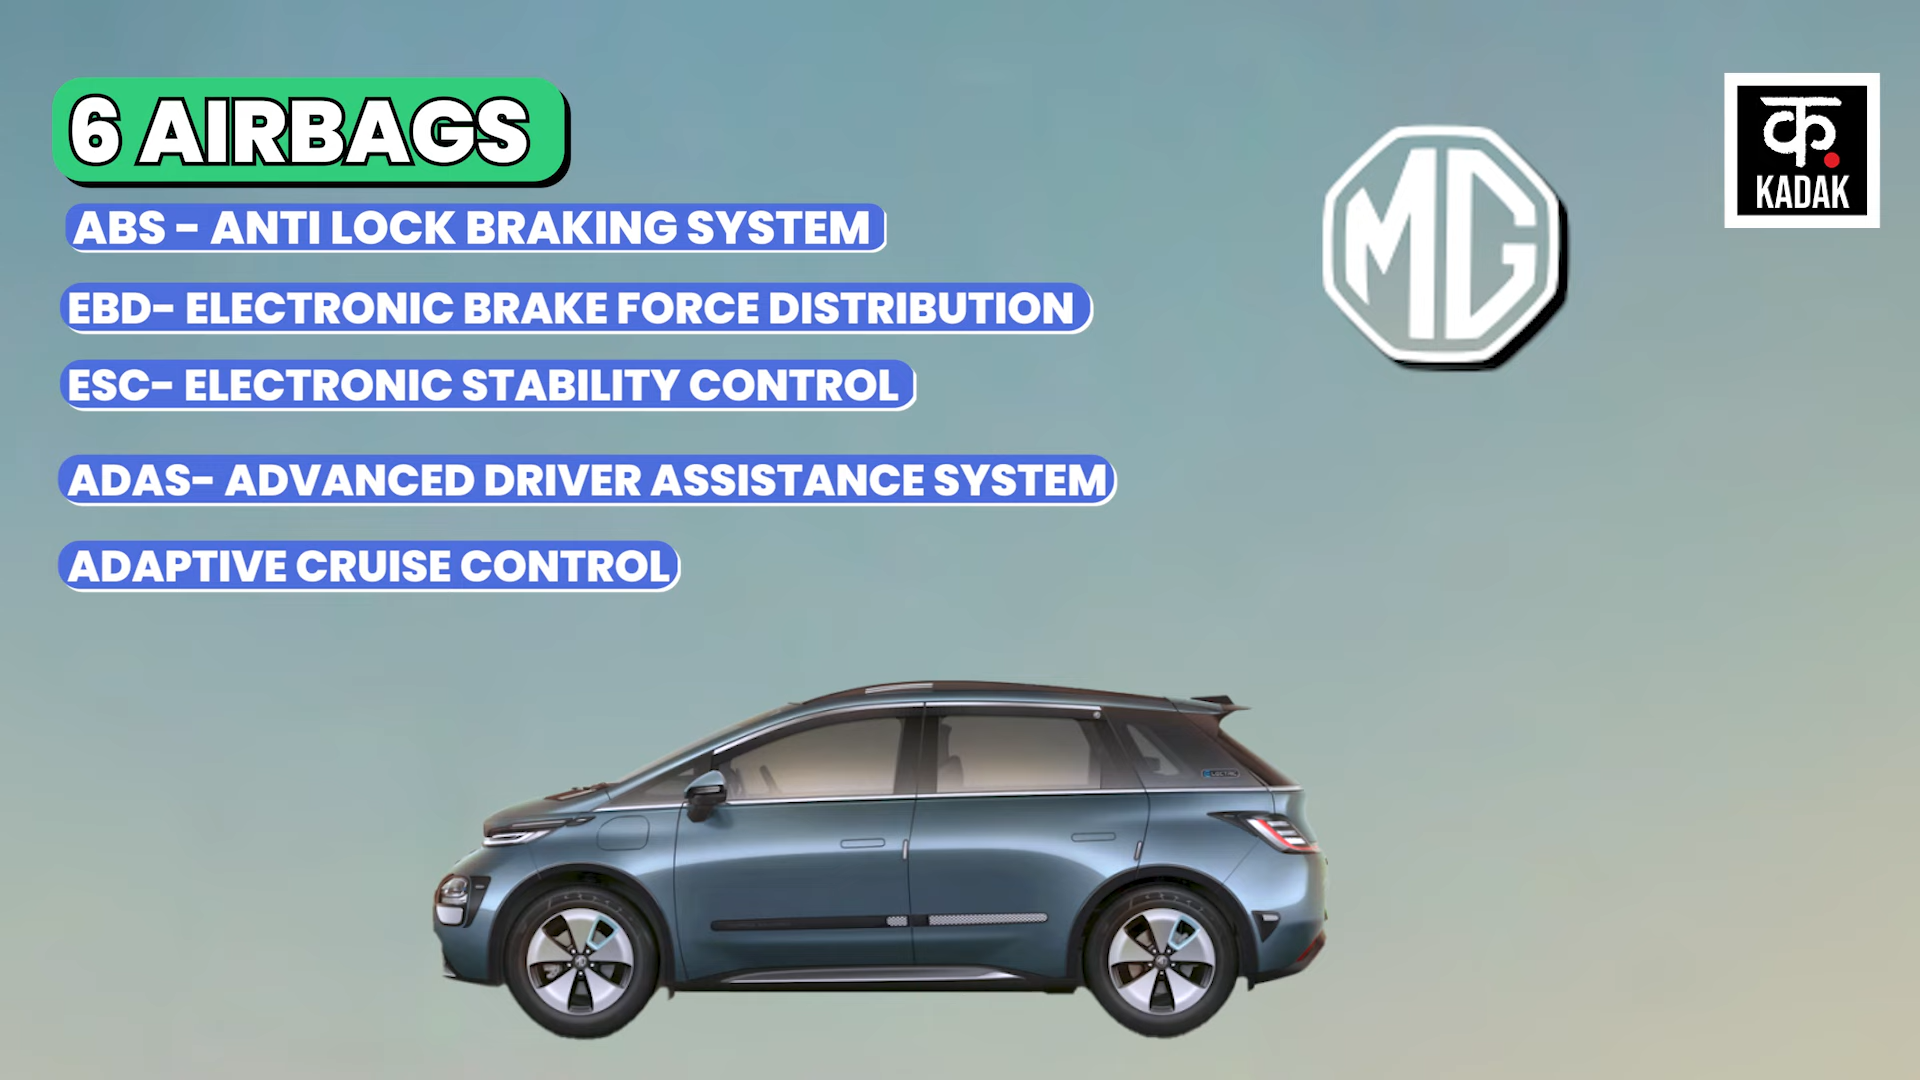 6 AIRBAGS
ABS - ANTI LOCK BRAKING SYSTEM
EBD- ELECTRONIC BRAKE FORCE DISTRIBUTION
ESC- ELECTRONIC STABILITY CONTROL
ADAS- ADVANCED DRIVER ASSISTANCE SYSTEM
ADAPTIVE CRUISE CONTROL
MG
क.
KADAK